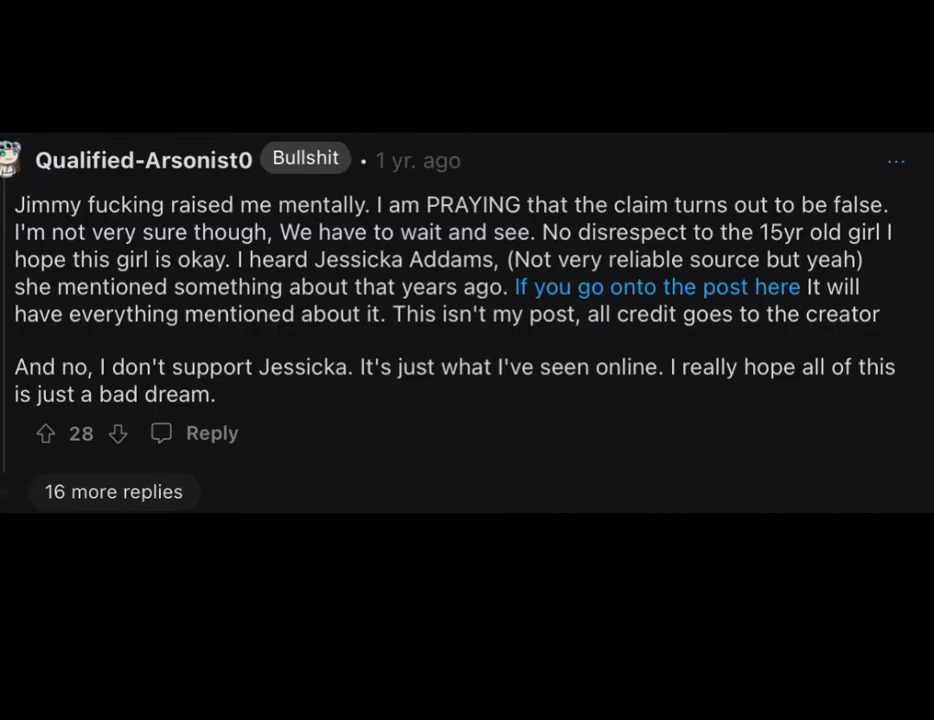 Qualified-Arsonist0 Bullshit • 1 yr. ago ...
Jimmy fucking raised me mentally. I am PRAYING that the claim turns out to be false.
I'm not very sure though, We have to wait and see. No disrespect to the 15yr old girl I
hope this girl is okay. I heard Jessicka Addams, (Not very reliable source but yeah)
she mentioned something about that years ago. If you go onto the post here It will
have everything mentioned about it. This isn't my post, all credit goes to the creator
And no, I don't support Jessicka. It's just what I've seen online. I really hope all of this
is just a bad dream.
28 Reply
16 more replies